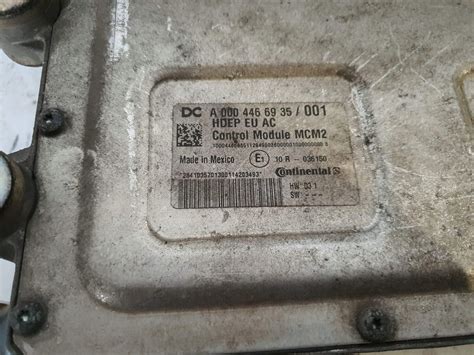 DC A 000 446 69 35 / 001
HDEP EU AC
Control Module MCM2
Made in Mexico E1 10 R - 036150
Continental
HW: 03.1
SW: ---